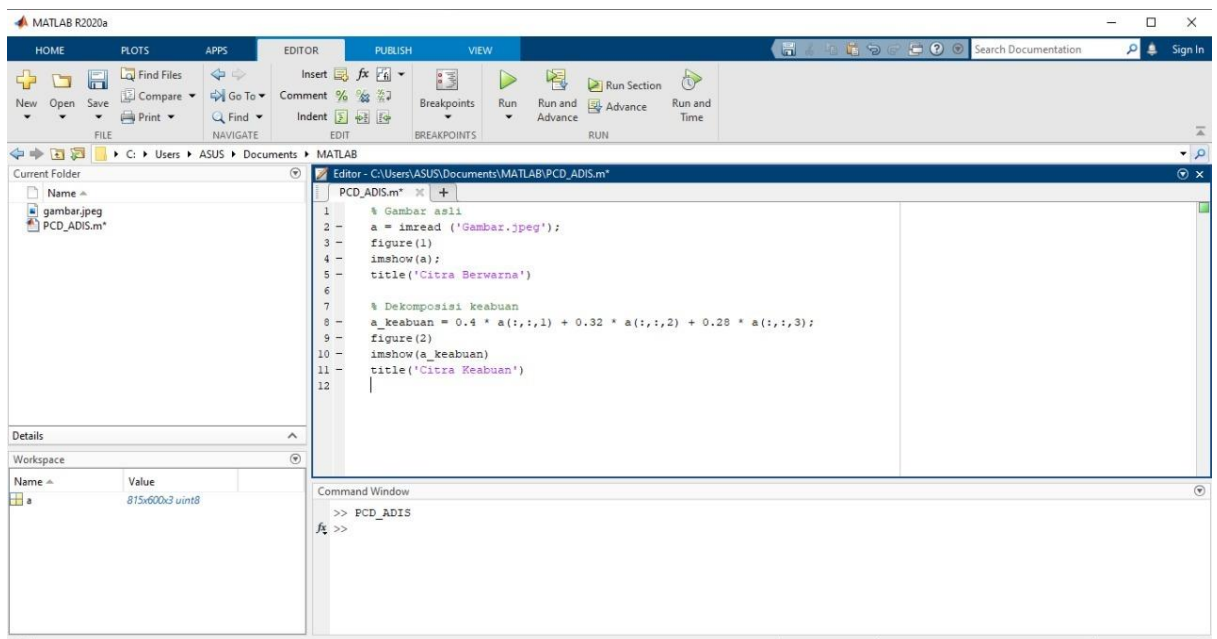 MATLAB R2020a
HOME PLOTS APPS EDITOR PUBLISH VIEW Search Documentation Sign In
New Open Save Find Files Compare Print Go To Find Insert fx Comment % Indent Breakpoints Run Run and Advance Run Section Advance Run and Time
FILE NAVIGATE EDIT BREAKPOINTS RUN
C: Users ASUS Documents MATLAB
Current Folder
Name
gambar.jpeg
PCD_ADIS.m*
Details
Workspace
Name Value
a 815x600x3 uint8
Editor - C:\Users\ASUS\Documents\MATLAB\PCD_ADIS.m*
PCD_ADIS.m* +
1 % Gambar asli
2 - a = imread ('Gambar.jpeg');
3 - figure(1)
4 - imshow(a);
5 - title('Citra Berwarna')
6
7 % Dekomposisi keabuan
8 - a_keabuan = 0.4 * a(:,:,1) + 0.32 * a(:,:,2) + 0.28 * a(:,:,3);
9 - figure(2)
10 - imshow(a_keabuan)
11 - title('Citra Keabuan')
12
Command Window
>> PCD_ADIS
fx >>